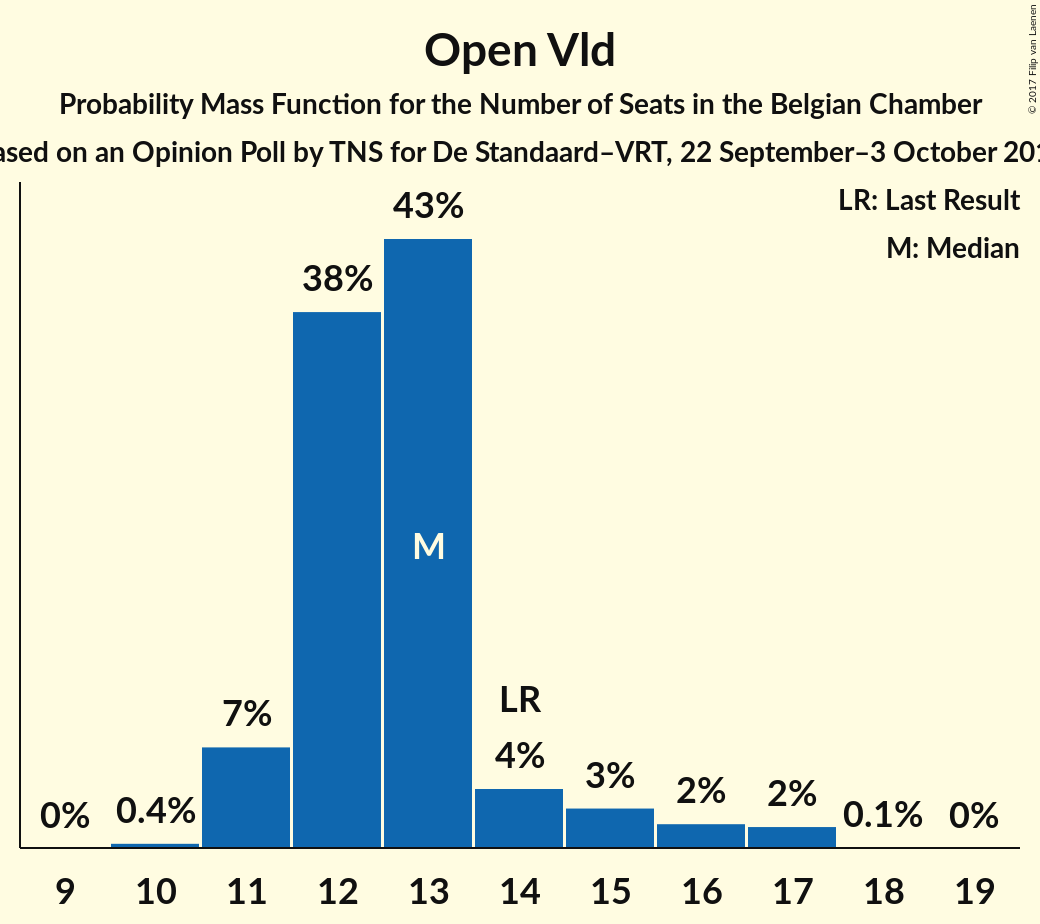 Open Vld
Probability Mass Function for the Number of Seats in the Belgian Chamber
on an Opinion Poll by TNS for De Standaard–VRT, 22 September–3 October
© 2017 Filip van Laenen
LR: Last Result
M: Median
43%
38%
M
LR
7%
4%
3%
2%
2%
0%
0.4%
0.1%
0%
9 10 11 12 13 14 15 16 17 18 19